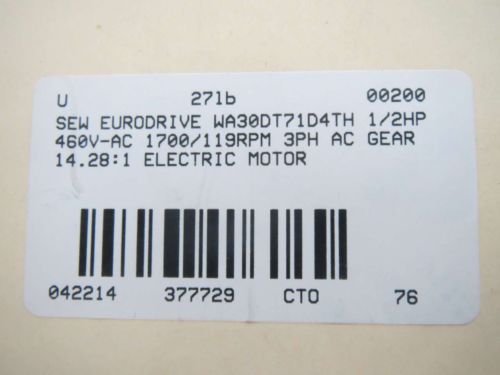 U 27lb 00200
SEW EURODRIVE WA30DT71D4TH 1/2HP
460V-AC 1700/119RPM 3PH AC GEAR
14.28:1 ELECTRIC MOTOR
042214 377729 CTO 76